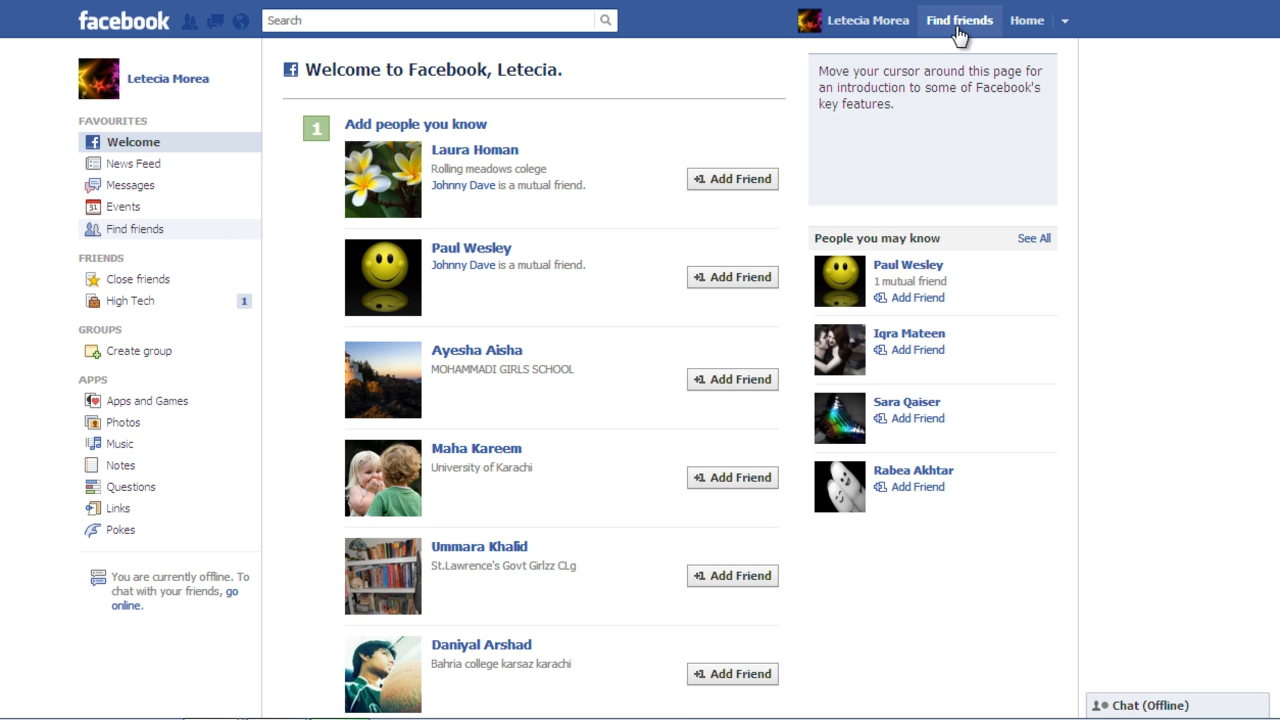 facebook
Search
Letecia Morea
Find friends
Home
Letecia Morea
FAVOURITES
Welcome
News Feed
Messages
31
Events
Find friends
FRIENDS
Close friends
High Tech
1
GROUPS
Create group
APPS
Apps and Games
Photos
Music
Notes
Questions
Links
Pokes
You are currently offline. To
chat with your friends, go
online.
Welcome to Facebook, Letecia.
1
Add people you know
Laura Homan
Rolling meadows colege
Johnny Dave is a mutual friend.
+1 Add Friend
Paul Wesley
Johnny Dave is a mutual friend.
+1 Add Friend
Ayesha Aisha
MOHAMMADI GIRLS SCHOOL
+1 Add Friend
Maha Kareem
University of Karachi
+1 Add Friend
Ummara Khalid
St.Lawrence's Govt Girlzz CLg
+1 Add Friend
Daniyal Arshad
Bahria college karsaz karachi
+1 Add Friend
Move your cursor around this page for
an introduction to some of Facebook's
key features.
People you may know
See All
Paul Wesley
1 mutual friend
Add Friend
Iqra Mateen
Add Friend
Sara Qaiser
Add Friend
Rabea Akhtar
Add Friend
Chat (Offline)